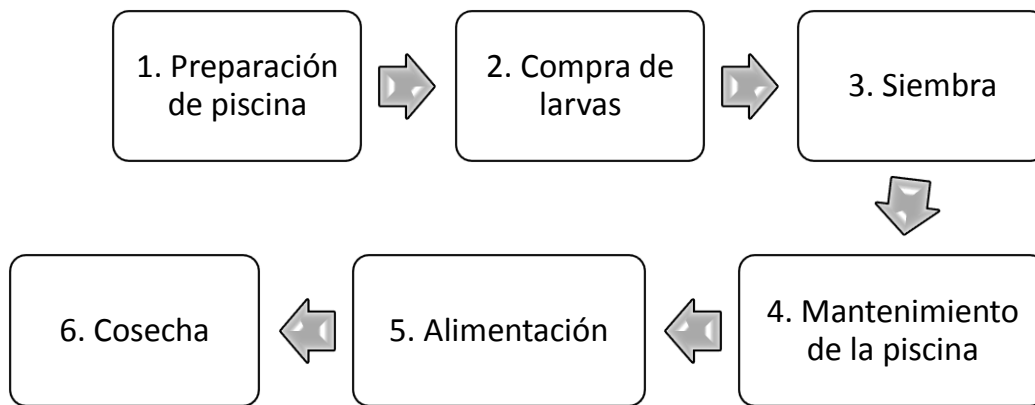 1. Preparación
de piscina
2. Compra de
larvas
3. Siembra
4. Mantenimiento
de la piscina
5. Alimentación
6. Cosecha